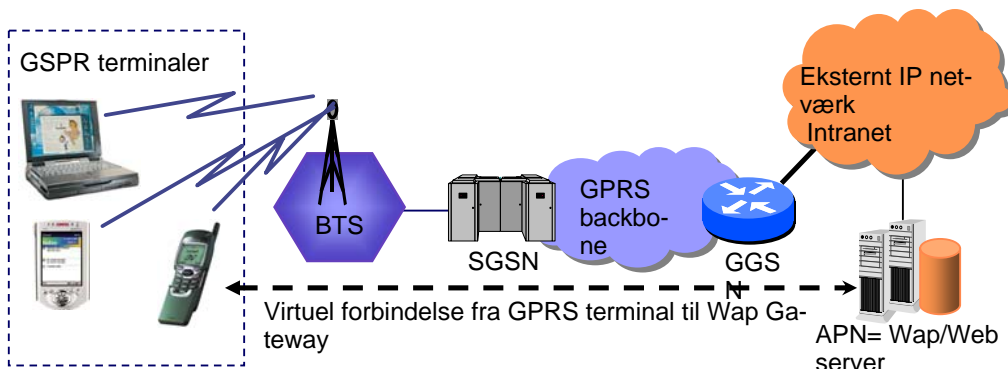 GSPR terminaler
BTS
SGSN
GPRS
backbo-
ne
GGS
N
Eksternt IP net-
værk
Intranet
Virtuel forbindelse fra GPRS terminal til Wap Ga-
teway
APN= Wap/Web
server